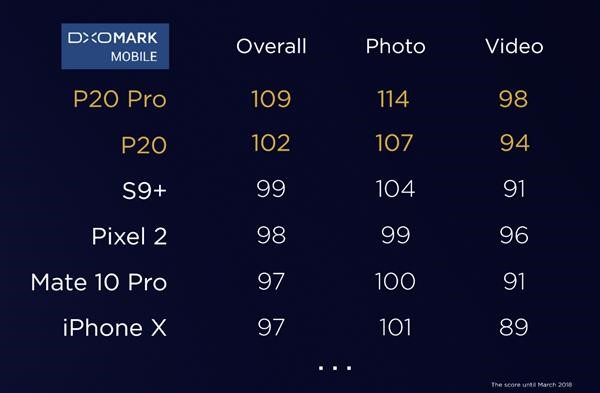 DXOMARK
MOBILE
Overall Photo Video
P20 Pro 109 114 98
P20 102 107 94
S9+ 99 104 91
Pixel 2 98 99 96
Mate 10 Pro 97 100 91
iPhone X 97 101 89
...
The score until March 2018